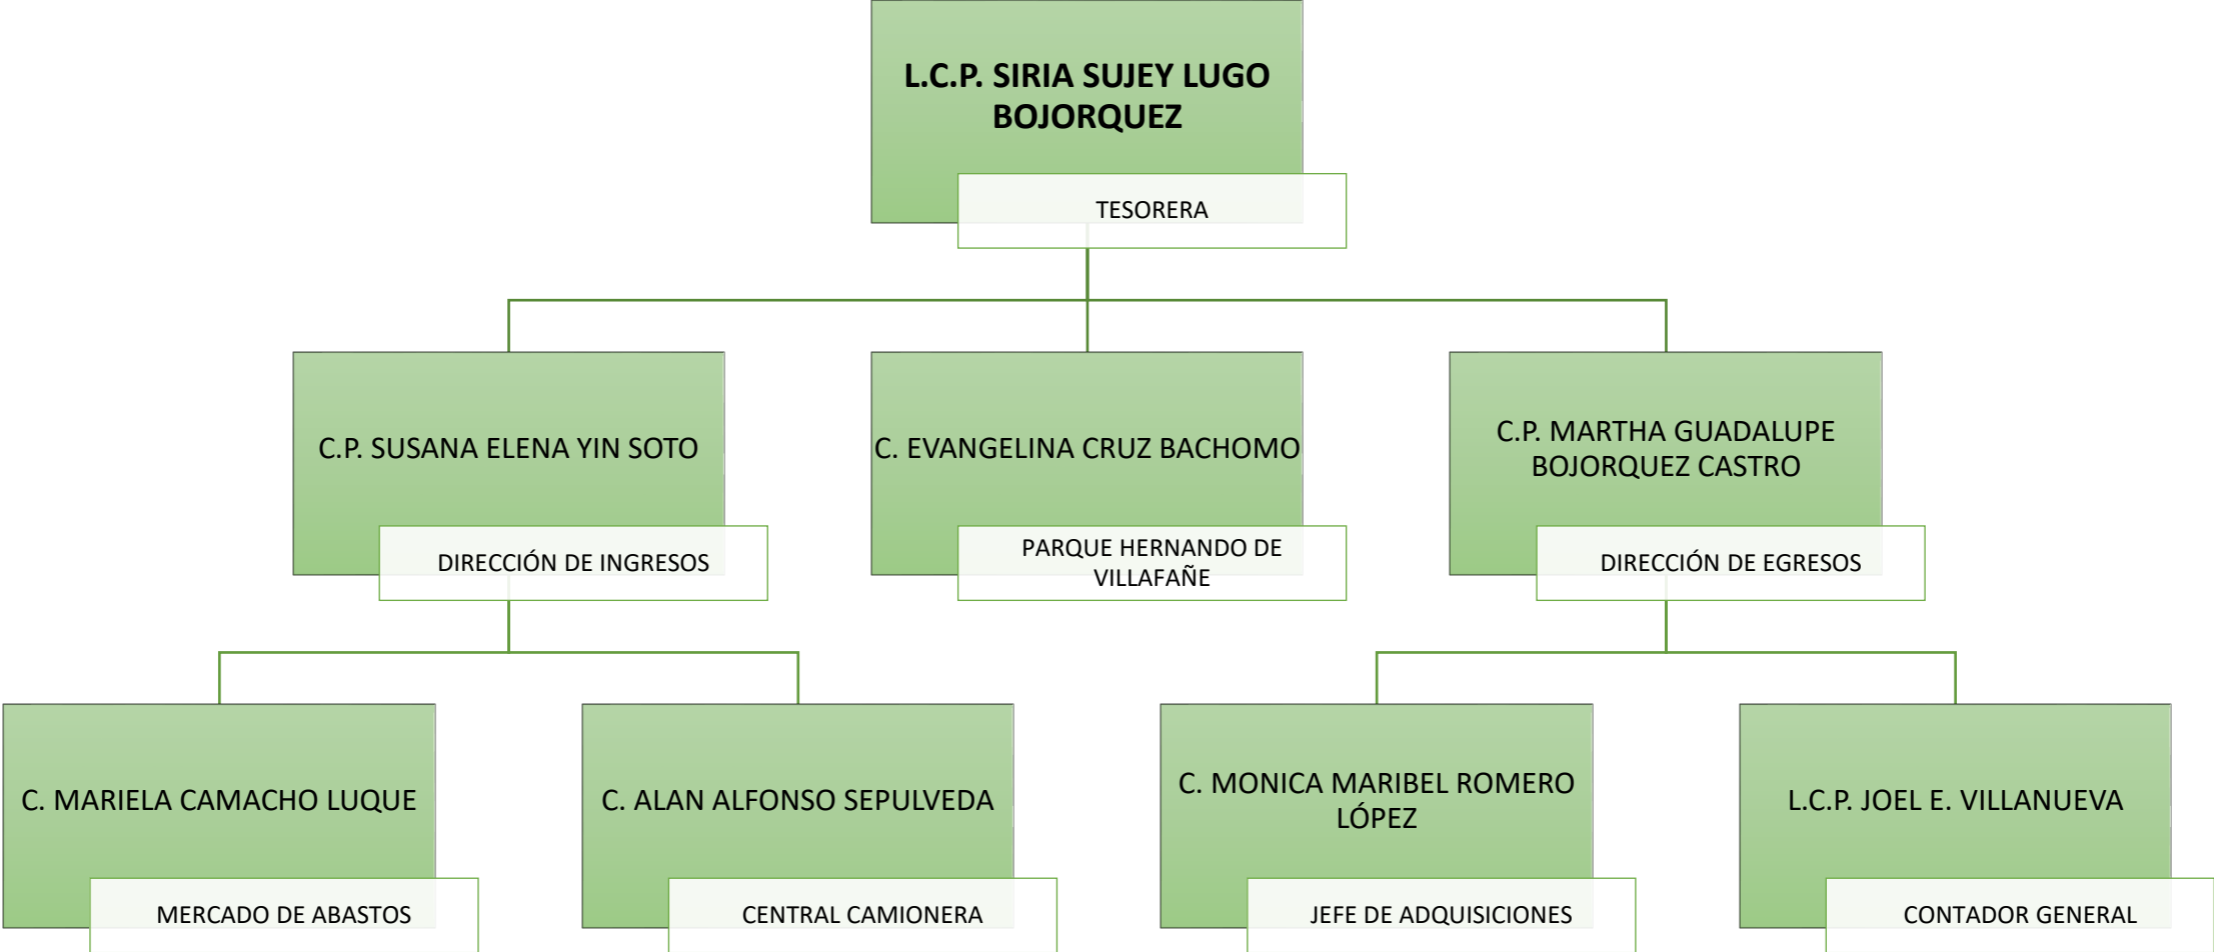 L.C.P. SIRIA SUJEY LUGO
BOJORQUEZ
TESORERA
C.P. SUSANA ELENA YIN SOTO
DIRECCIÓN DE INGRESOS
C. EVANGELINA CRUZ BACHOMO
PARQUE HERNANDO DE
VILLAFAÑE
C.P. MARTHA GUADALUPE
BOJORQUEZ CASTRO
DIRECCIÓN DE EGRESOS
C. MARIELA CAMACHO LUQUE
MERCADO DE ABASTOS
C. ALAN ALFONSO SEPULVEDA
CENTRAL CAMIONERA
C. MONICA MARIBEL ROMERO
LÓPEZ
JEFE DE ADQUISICIONES
L.C.P. JOEL E. VILLANUEVA
CONTADOR GENERAL